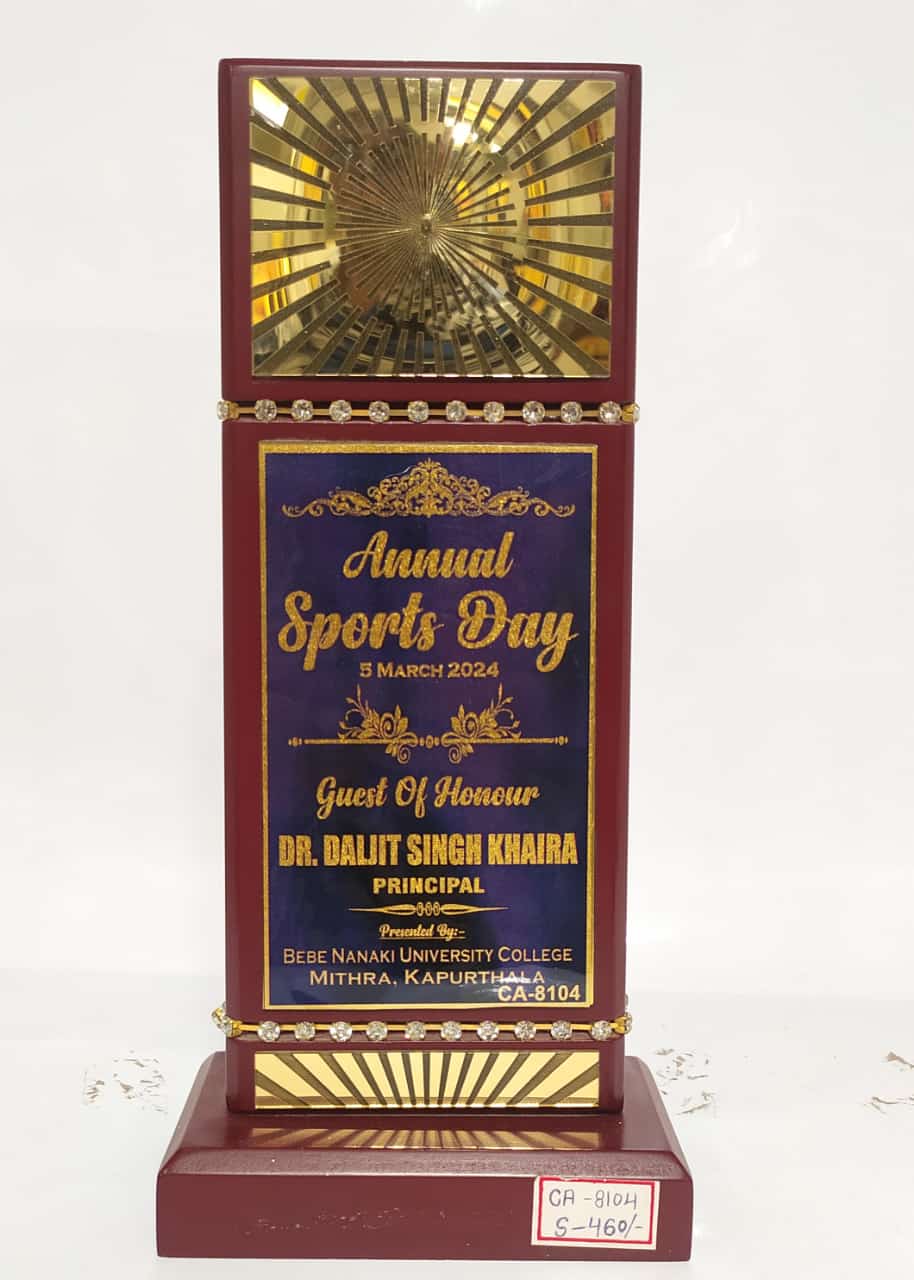 Annual
Sports Day
5 MARCH 2024
Guest Of Honour
DR. DALJIT SINGH KHAIRA
PRINCIPAL
Presented By:-
BEBE NANAKI UNIVERSITY COLLEGE
MITHRA, KAPURTHALA
CA-8104
CA-8104
S-460/-